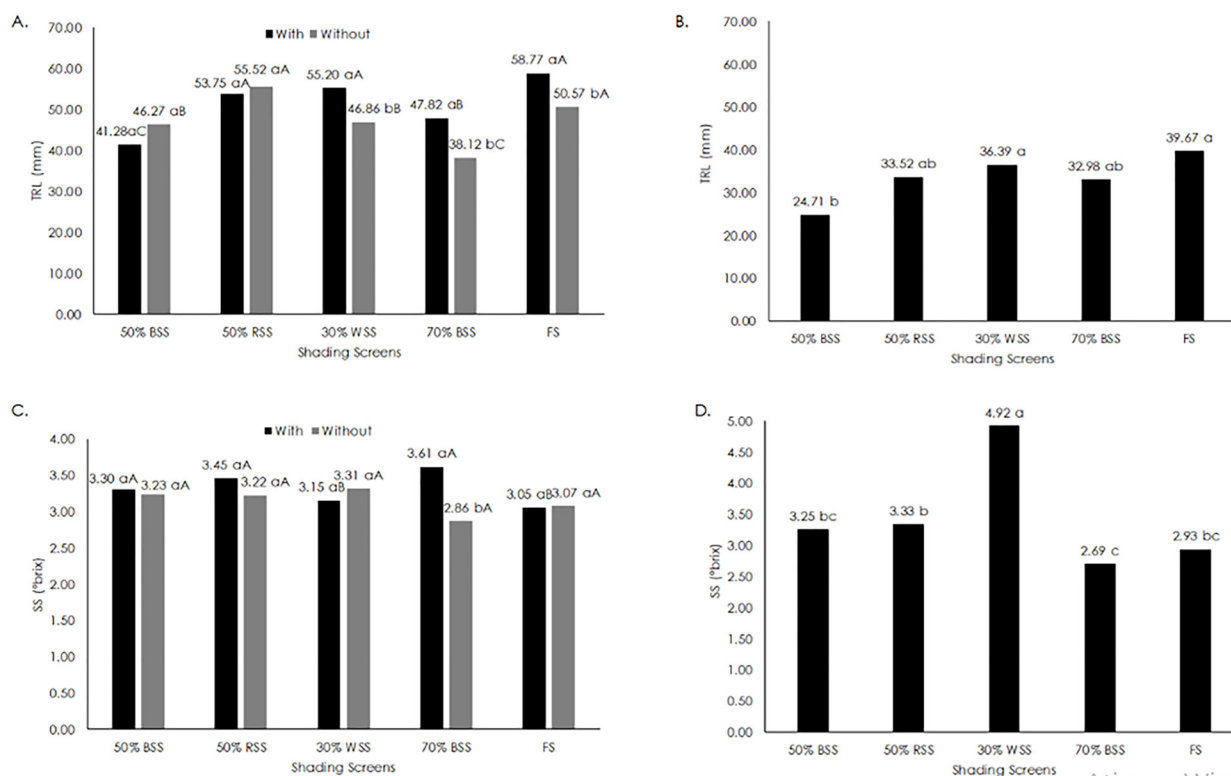 A.
With Without
70.00
60.00
50.00
40.00
30.00
20.00
10.00
0.00
TRL (mm)
41.28aC
46.27 aB
53.75 aA
55.52 aA
55.20 aA
46.86 bB
47.82 aB
38.12 bC
58.77 aA
50.57 bA
50% BSS 50% RSS 30% WSS 70% BSS FS
Shading Screens
B.
70.00
60.00
50.00
40.00
30.00
20.00
10.00
0.00
TRL (mm)
24.71 b
33.52 ab
36.39 a
32.98 ab
39.67 a
50% BSS 50% RSS 30% WSS 70% BSS FS
Shading Screens
C.
With Without
4.00
3.50
3.00
2.50
2.00
1.50
1.00
0.50
0.00
SS (°brix)
3.30 aA
3.23 aA
3.45 aA
3.22 aA
3.15 aB
3.31 aA
3.61 aA
2.86 bA
3.05 aB
3.07 aA
50% BSS 50% RSS 30% WSS 70% BSS FS
Shading Screens
D.
5.00
4.50
4.00
3.50
3.00
2.50
2.00
1.50
1.00
0.50
0.00
SS (°brix)
3.25 bc
3.33 b
4.92 a
2.69 c
2.93 bc
50% BSS 50% RSS 30% WSS 70% BSS FS
Shading Screens